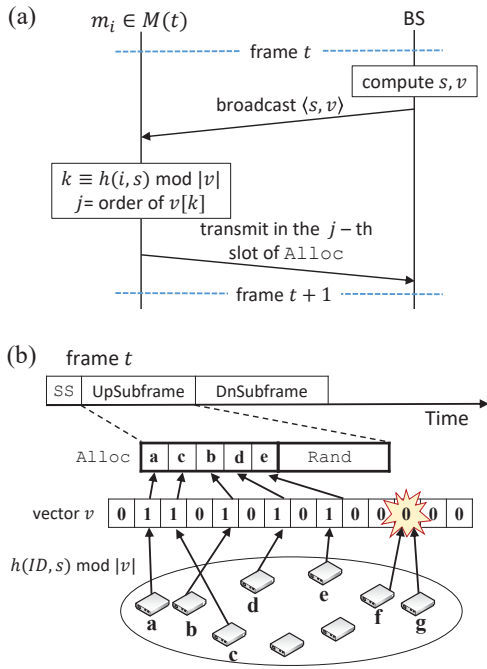 (a)
m_i ∈ M(t)
BS
frame t
compute s, v
broadcast ⟨s, v⟩
k ≡ h(i, s) mod |v|
j= order of v[k]
transmit in the j − th
slot of Alloc
frame t + 1
(b)
frame t
SS UpSubframe DnSubframe
Time
Alloc a c b d e Rand
vector v 0 1 1 0 1 0 1 0 1 0 0 0 0 0
h(ID, s) mod |v|
a b c d e f g